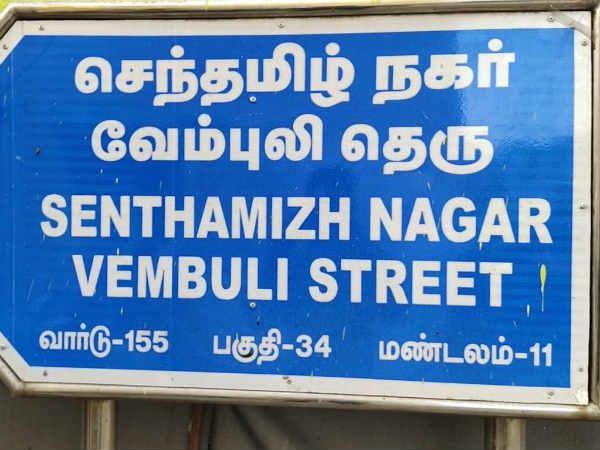 செந்தமிழ் நகர்
வேம்புலி தெரு
SENTHAMIZH NAGAR
VEMBULI STREET
வார்டு-155 பகுதி-34 மண்டலம்-11